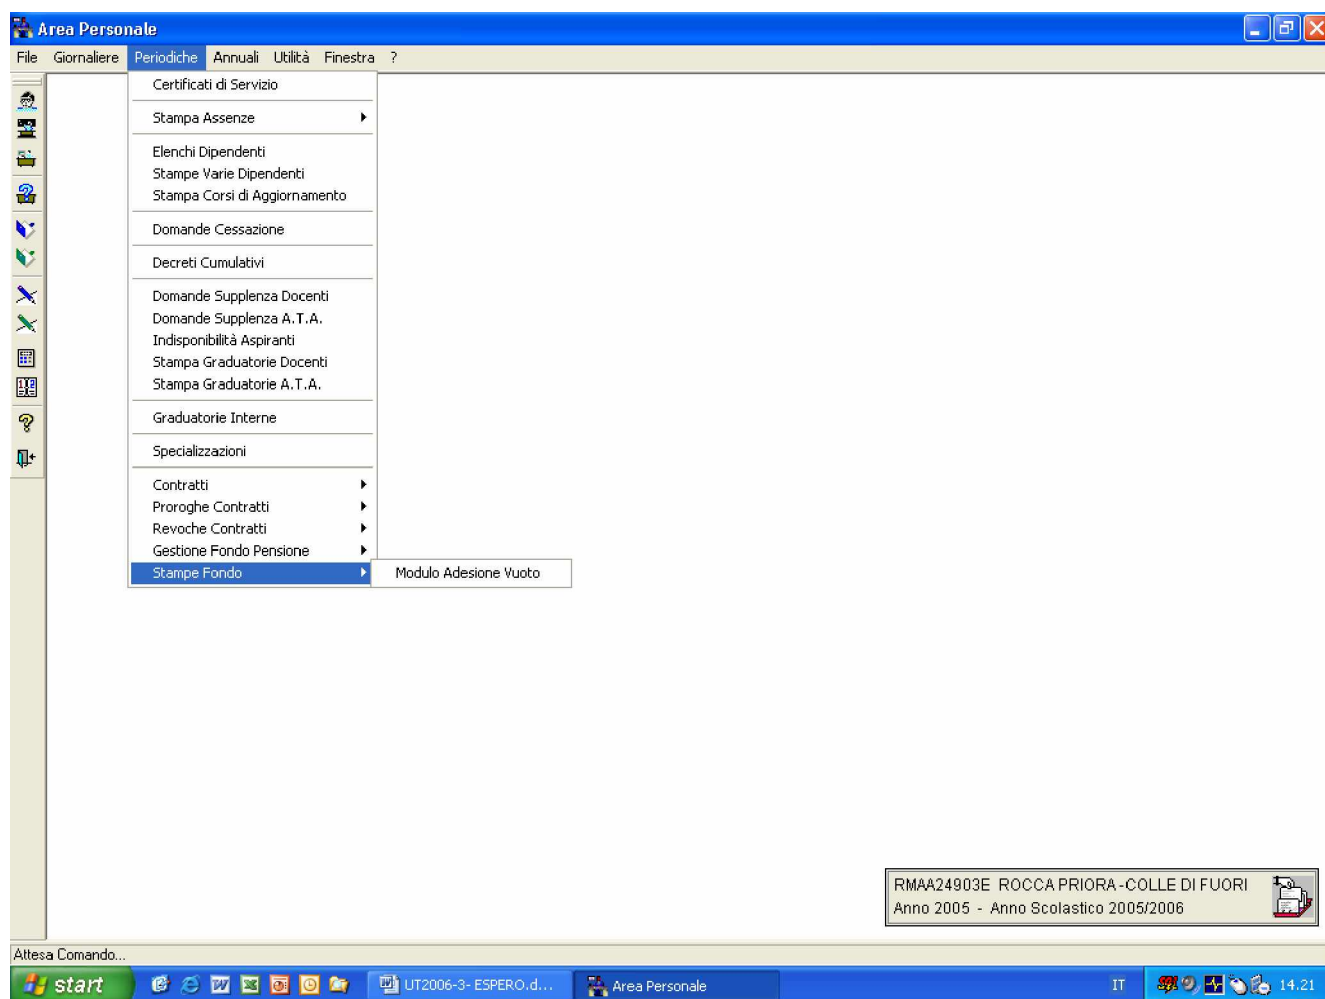 Area Personale
File Giornaliere Periodiche Annuali Utilità Finestra ?
Certificati di Servizio
Stampa Assenze
Elenchi Dipendenti
Stampe Varie Dipendenti
Stampa Corsi di Aggiornamento
Domande Cessazione
Decreti Cumulativi
Domande Supplenza Docenti
Domande Supplenza A.T.A.
Indisponibilità Aspiranti
Stampa Graduatorie Docenti
Stampa Graduatorie A.T.A.
Graduatorie Interne
Specializzazioni
Contratti
Proroghe Contratti
Revoche Contratti
Gestione Fondo Pensione
Stampe Fondo
Modulo Adesione Vuoto
RMAA24903E ROCCA PRIORA-COLLE DI FUORI
Anno 2005 - Anno Scolastico 2005/2006
Attesa Comando...
start UT2006-3- ESPERO.d... Area Personale IT 14.21